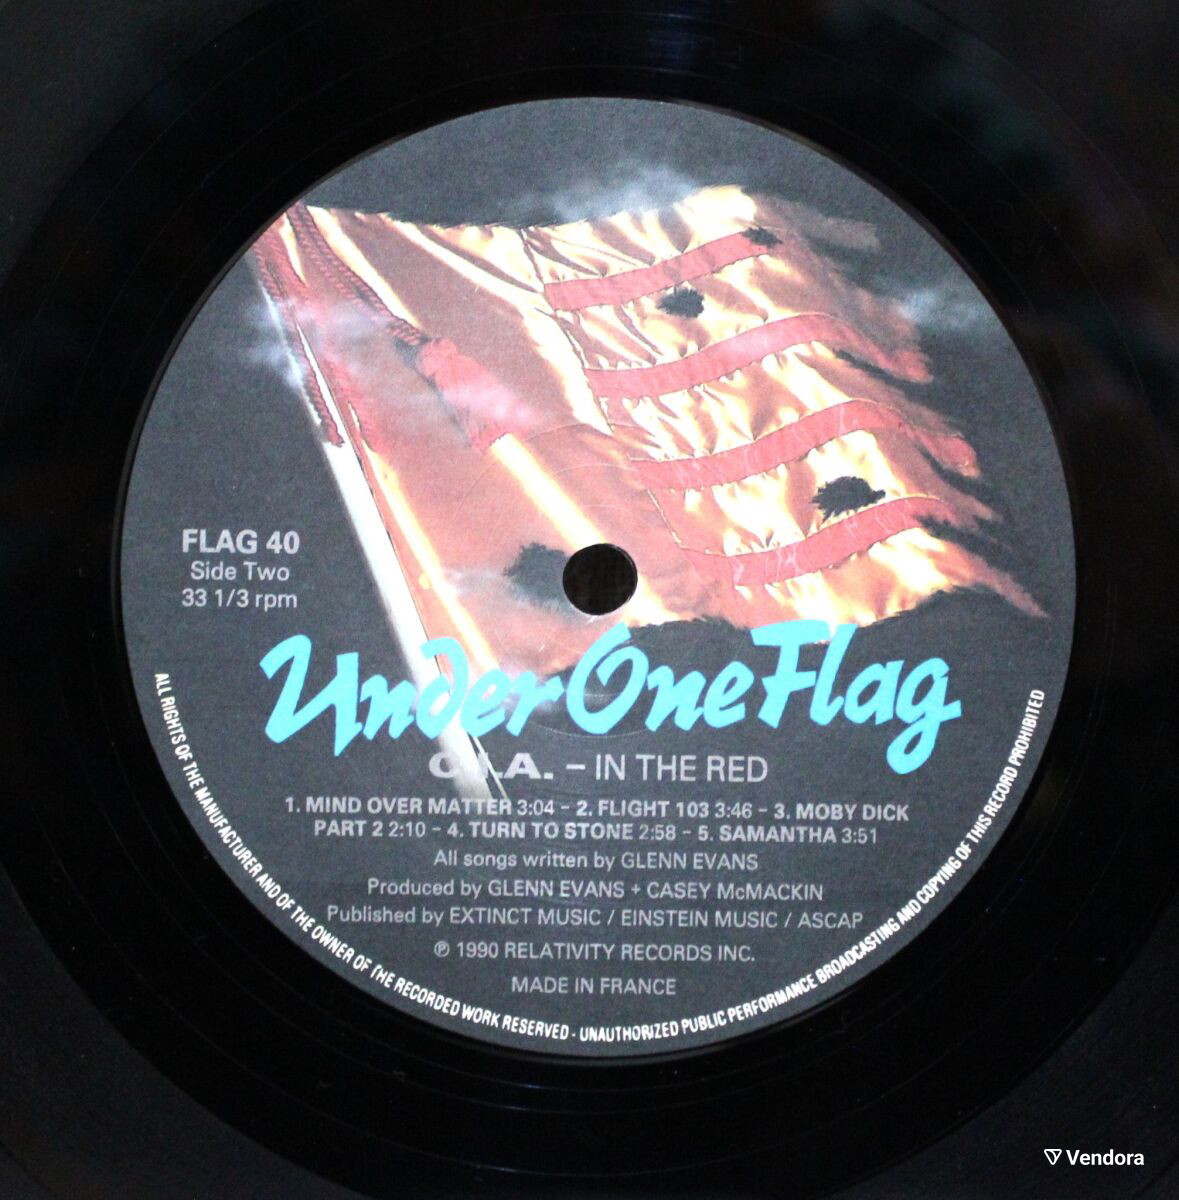 FLAG 40
Side Two
33 1/3 rpm
Under One Flag
C.I.A. – IN THE RED
1. MIND OVER MATTER 3:04 – 2. FLIGHT 103 3:46 – 3. MOBY DICK
PART 2 2:10 – 4. TURN TO STONE 2:58 – 5. SAMANTHA 3:51
All songs written by GLENN EVANS
Produced by GLENN EVANS + CASEY McMACKIN
Published by EXTINCT MUSIC / EINSTEIN MUSIC / ASCAP
℗ 1990 RELATIVITY RECORDS INC.
MADE IN FRANCE
ALL RIGHTS OF THE MANUFACTURER AND OF THE OWNER OF THE RECORDED WORK RESERVED - UNAUTHORIZED PUBLIC PERFORMANCE BROADCASTING AND COPYING OF THIS RECORD PROHIBITED
Vendora